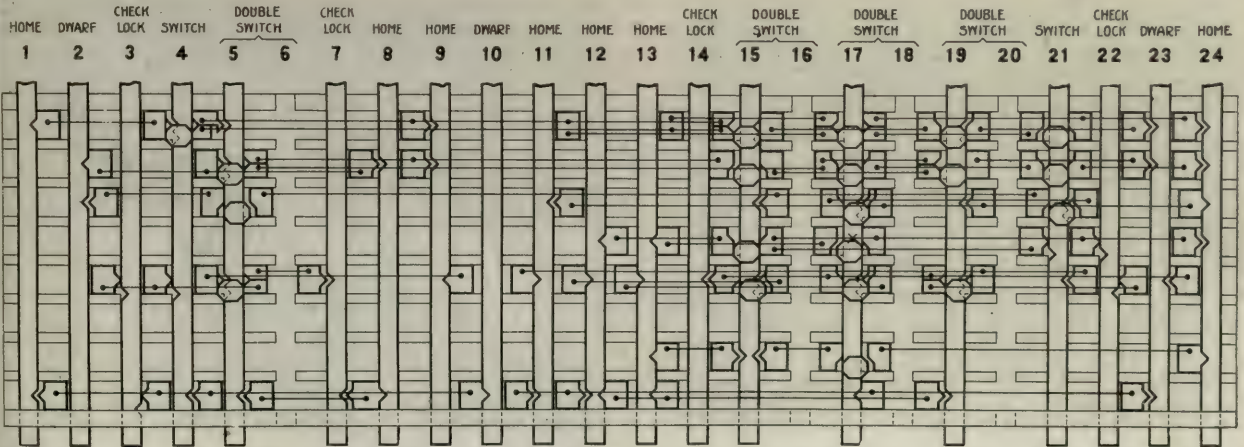 HOME DWARF CHECK LOCK SWITCH DOUBLE SWITCH CHECK LOCK HOME HOME DWARF HOME HOME HOME CHECK LOCK DOUBLE SWITCH DOUBLE SWITCH DOUBLE SWITCH SWITCH CHECK LOCK DWARF HOME
1 2 3 4 5 6 7 8 9 10 11 12 13 14 15 16 17 18 19 20 21 22 23 24